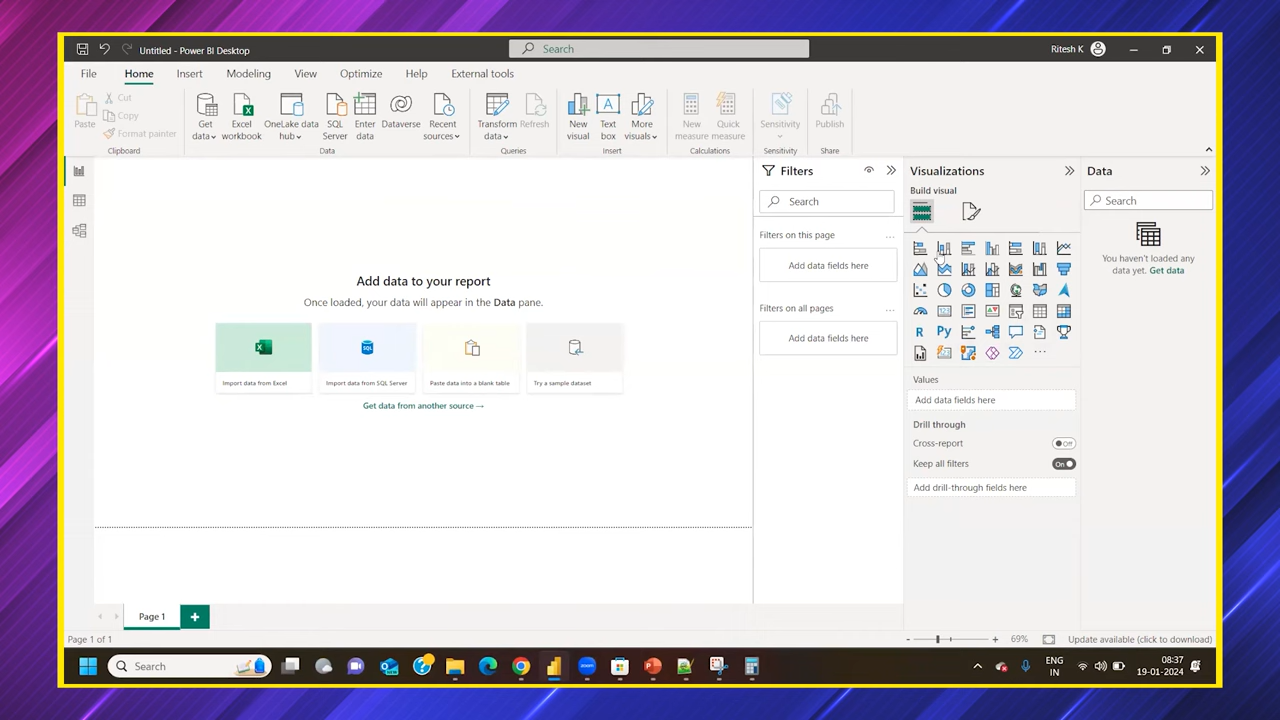 Untitled - Power BI Desktop
Search
Ritesh K
File
Home
Insert
Modeling
View
Optimize
Help
External tools
Paste
Cut
Copy
Format painter
Clipboard
Get data
Excel workbook
OneLake data hub
SQL Server
Enter data
Dataverse
Recent sources
Data
Transform data
Refresh
Queries
New visual
Text box
More visuals
Insert
New measure
Quick measure
Calculations
Sensitivity
Sensitivity
Publish
Share
Add data to your report
Once loaded, your data will appear in the Data pane.
SQL
Import data from Excel
Import data from SQL Server
Paste data into a blank table
Try a sample dataset
Get data from another source →
Filters
Search
Filters on this page
...
Add data fields here
Filters on all pages
...
Add data fields here
Visualizations
Build visual
R
Py
...
Values
Add data fields here
Drill through
Cross-report
Off
Keep all filters
On
Add drill-through fields here
Data
Search
You haven't loaded any
data yet. Get data
Page 1
Page 1 of 1
69%
Update available (click to download)
Search
zoom
ENG
IN
08:37
19-01-2024